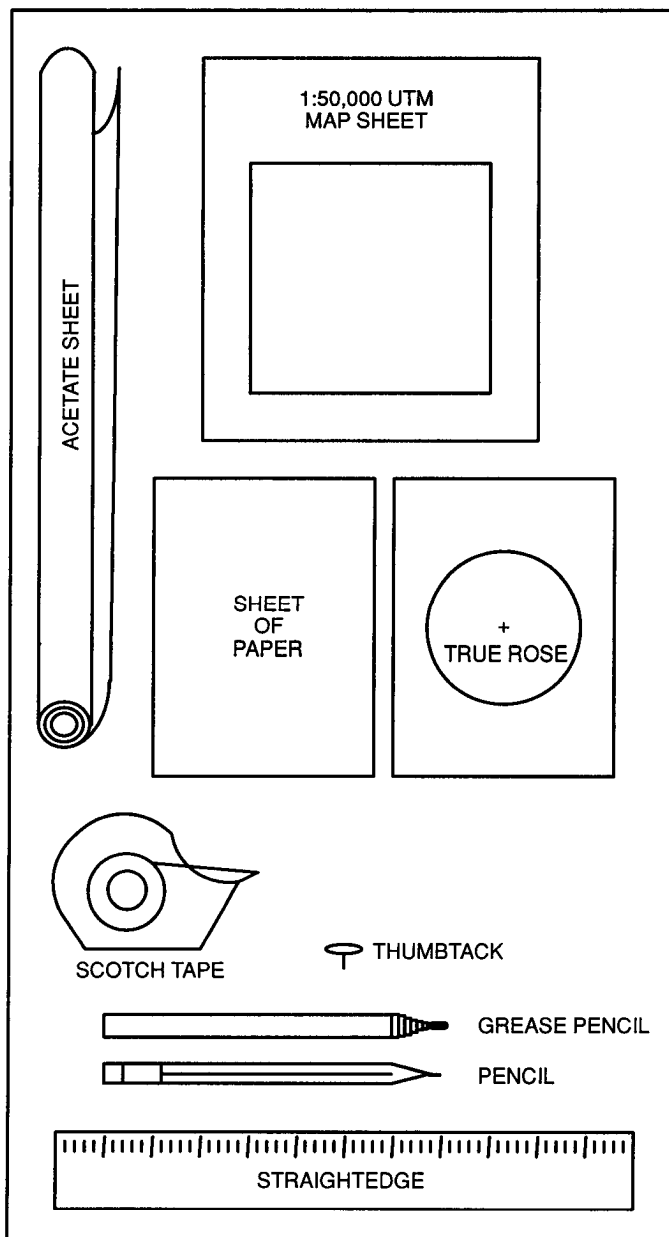 1:50,000 UTM
MAP SHEET
ACETATE SHEET
SHEET
OF
PAPER
+
TRUE ROSE
SCOTCH TAPE
THUMBTACK
GREASE PENCIL
PENCIL
STRAIGHTEDGE